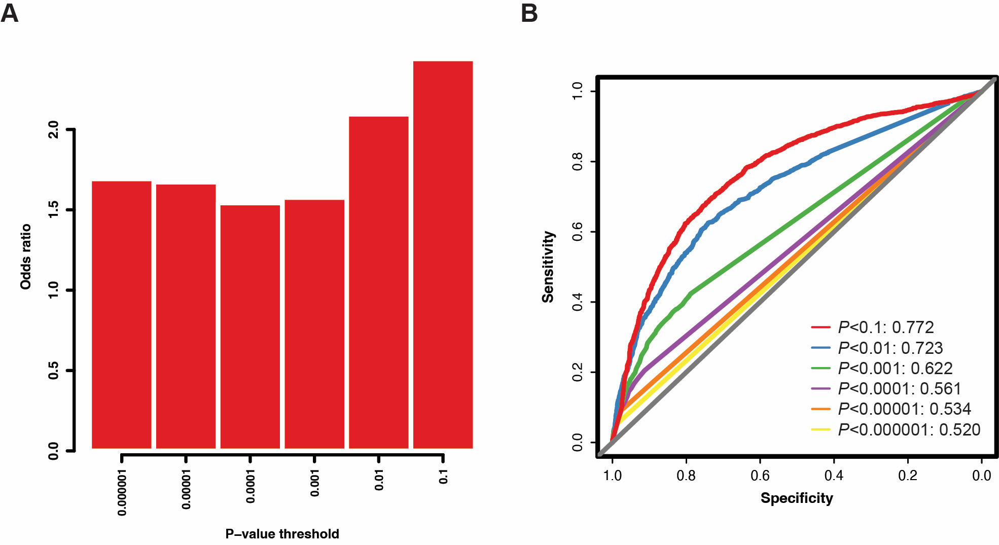 A
Odds ratio
2.0
1.5
1.0
0.5
0.0
0.000001
0.00001
0.0001
0.001
0.01
0.1
P–value threshold
B
Sensitivity
1.0
0.8
0.6
0.4
0.2
0.0
P<0.1: 0.772
P<0.01: 0.723
P<0.001: 0.622
P<0.0001: 0.561
P<0.00001: 0.534
P<0.000001: 0.520
1.0 0.8 0.6 0.4 0.2 0.0
Specificity